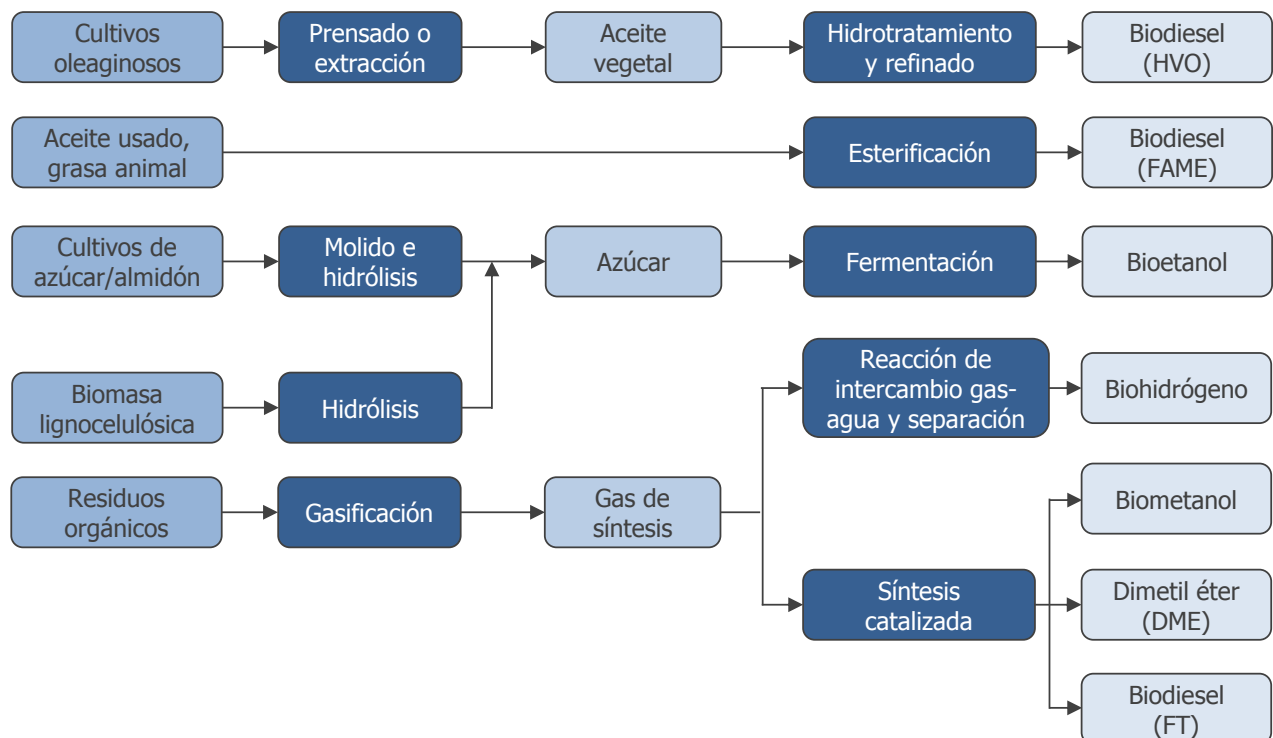 Cultivos
oleaginosos
Prensado o
extracción
Aceite
vegetal
Hidrotratamiento
y refinado
Biodiesel
(HVO)
Aceite usado,
grasa animal
Esterificación
Biodiesel
(FAME)
Cultivos de
azúcar/almidón
Molido e
hidrólisis
Azúcar
Fermentación
Bioetanol
Biomasa
lignocelulósica
Hidrólisis
Reacción de
intercambio gas-
agua y separación
Biohidrógeno
Residuos
orgánicos
Gasificación
Gas de
síntesis
Biometanol
Síntesis
catalizada
Dimetil éter
(DME)
Biodiesel
(FT)